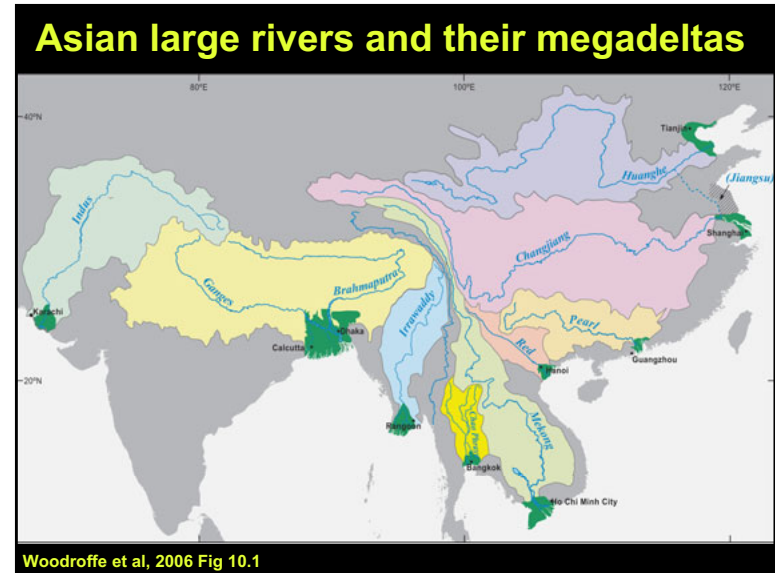 Asian large rivers and their megadeltas
80°E
100°E
120°E
40°N
Tianjin
Huanghe
(Jiangsu)
Indus
Shanghai
Changjiang
Ganges
Brahmaputra
Karachi
Irrawaddy
Pearl
Dhaka
Red
Calcutta
Guangzhou
Hanoi
20°N
Mekong
Rangoon
Chao Phraya
Bangkok
Ho Chi Minh City
Woodroffe et al, 2006 Fig 10.1